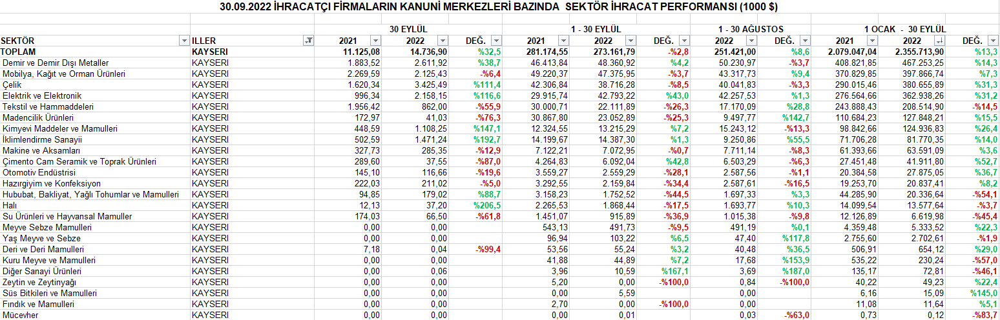 30.09.2022 İHRACATÇI FİRMALARIN KANUNİ MERKEZLERİ BAZINDA SEKTÖR İHRACAT PERFORMANSI (1000 $)
30 EYLÜL 1 - 30 EYLÜL 1 - 30 AĞUSTOS 1 OCAK - 30 EYLÜL
SEKTÖR ILLER 2021 2022 DEĞ. 2021 2022 DEĞ. 2022 DEĞ. 2021 2022 DEĞ.
TOPLAM KAYSERI 11.125,08 14.736,90 %32,5 281.174,55 273.161,79 -%2,8 251.421,00 %8,6 2.079.047,04 2.355.713,90 %13,3
Demir ve Demir Dışı Metaller KAYSERI 1.883,52 2.611,92 %38,7 46.413,84 48.360,92 %4,2 50.230,97 -%3,7 408.821,85 467.253,25 %14,3
Mobilya, Kağıt ve Orman Ürünleri KAYSERI 2.269,59 2.125,43 -%6,4 49.220,37 47.375,95 -%3,7 43.317,73 %9,4 370.829,85 397.866,74 %7,3
Çelik KAYSERI 1.620,34 3.425,49 %111,4 42.306,84 38.716,28 -%8,5 40.041,83 -%3,3 290.015,46 380.655,89 %31,3
Elektrik ve Elektronik KAYSERI 996,34 2.158,15 %116,6 29.915,74 42.793,22 %43,0 42.257,53 %1,3 276.564,66 362.938,26 %31,2
Tekstil ve Hammaddeleri KAYSERI 1.956,42 862,00 -%55,9 30.000,71 22.111,89 -%26,3 17.170,09 %28,8 243.888,43 208.514,90 -%14,5
Madencilik Ürünleri KAYSERI 172,97 41,03 -%76,3 30.867,80 23.052,89 -%25,3 9.497,77 %142,7 110.684,23 127.848,21 %15,5
Kimyevi Maddeler ve Mamulleri KAYSERI 448,59 1.108,25 %147,1 12.324,55 13.215,29 %7,2 15.243,12 -%13,3 98.842,66 124.936,83 %26,4
İklimlendirme Sanayii KAYSERI 502,59 1.471,24 %192,7 14.199,67 14.387,30 %1,3 9.250,86 %55,5 71.706,28 81.770,35 %14,0
Makine ve Aksamları KAYSERI 327,73 285,35 -%12,9 7.122,21 7.072,95 -%0,7 7.711,14 -%8,3 61.393,66 63.591,09 %3,6
Çimento Cam Seramik ve Toprak Ürünleri KAYSERI 289,60 37,55 -%87,0 4.264,83 6.092,04 %42,8 6.503,29 -%6,3 27.451,48 41.911,80 %52,7
Otomotiv Endüstrisi KAYSERI 145,10 116,66 -%19,6 3.559,27 2.559,29 -%28,1 2.587,56 -%1,1 20.384,58 27.875,05 %36,7
Hazırgiyim ve Konfeksiyon KAYSERI 222,03 211,02 -%5,0 3.292,55 2.159,84 -%34,4 2.587,61 -%16,5 19.253,70 20.837,41 %8,2
Hububat, Bakliyat, Yağlı Tohumlar ve Mamulleri KAYSERI 94,85 179,02 %88,7 3.158,23 1.752,52 -%44,5 1.697,33 %3,3 44.285,90 20.336,64 -%54,1
Halı KAYSERI 12,13 37,20 %206,5 2.265,53 1.868,44 -%17,5 1.693,77 %10,3 14.099,54 13.577,64 -%3,7
Su Ürünleri ve Hayvansal Mamuller KAYSERI 174,03 66,50 -%61,8 1.451,07 915,89 -%36,9 1.015,38 -%9,8 12.126,89 6.619,98 -%45,4
Meyve Sebze Mamulleri KAYSERI 0,00 0,00 543,13 491,73 -%9,5 491,19 %0,1 4.359,48 5.333,52 %22,3
Yaş Meyve ve Sebze KAYSERI 0,00 0,00 96,94 103,22 %6,5 47,40 %117,8 2.755,60 2.702,61 -%1,9
Deri ve Deri Mamulleri KAYSERI 7,18 0,04 -%99,4 53,56 55,24 %3,2 40,48 %36,5 506,91 654,12 %29,0
Kuru Meyve ve Mamulleri KAYSERI 0,00 0,00 41,88 44,89 %7,2 17,68 %153,9 535,22 230,24 -%57,0
Diğer Sanayi Ürünleri KAYSERI 0,00 0,06 3,96 10,59 %167,1 3,69 %187,0 135,17 72,81 -%46,1
Zeytin ve Zeytinyağı KAYSERI 0,00 0,00 5,20 0,00 -%100,0 0,84 -%100,0 40,22 49,23 %22,4
Süs Bitkileri ve Mamulleri KAYSERI 0,00 0,00 0,00 5,59 0,00 6,16 15,09 %145,0
Fındık ve Mamulleri KAYSERI 0,00 0,00 2,70 0,00 -%100,0 0,00 11,08 11,64 %5,1
Mücevher KAYSERI 0,00 0,00 0,00 0,01 0,03 -%63,0 0,73 0,12 -%83,7